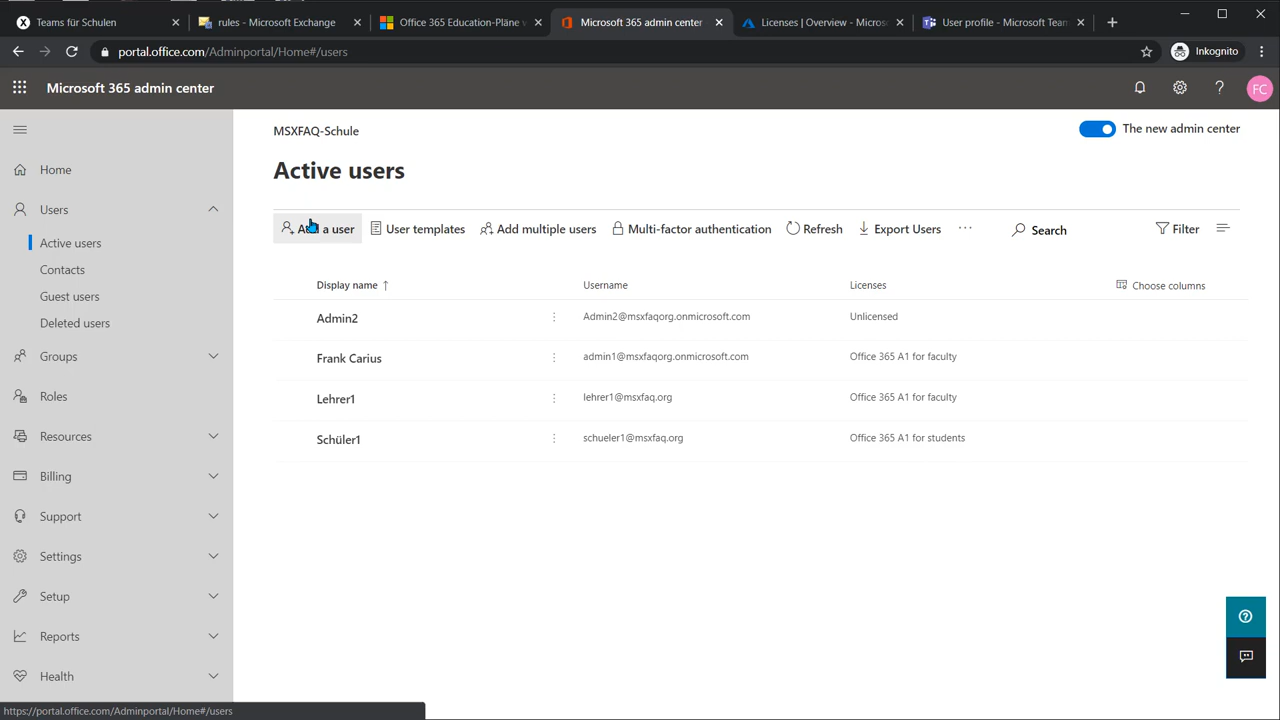 Teams für Schulen
rules - Microsoft Exchange
Office 365 Education-Pläne v
Microsoft 365 admin center
Licenses | Overview - Micros
User profile - Microsoft Team
portal.office.com/Adminportal/Home#/users
Inkognito
Microsoft 365 admin center
FC
MSXFAQ-Schule
The new admin center
Active users
Add a user
User templates
Add multiple users
Multi-factor authentication
Refresh
Export Users
Search
Filter
Home
Users
Active users
Contacts
Guest users
Deleted users
Groups
Roles
Resources
Billing
Support
Settings
Setup
Reports
Health
Display name ↑
Username
Licenses
Choose columns
Admin2
Admin2@msxfaqorg.onmicrosoft.com
Unlicensed
Frank Carius
admin1@msxfaqorg.onmicrosoft.com
Office 365 A1 for faculty
Lehrer1
lehrer1@msxfaq.org
Office 365 A1 for faculty
Schüler1
schueler1@msxfaq.org
Office 365 A1 for students
https://portal.office.com/Adminportal/Home#/users